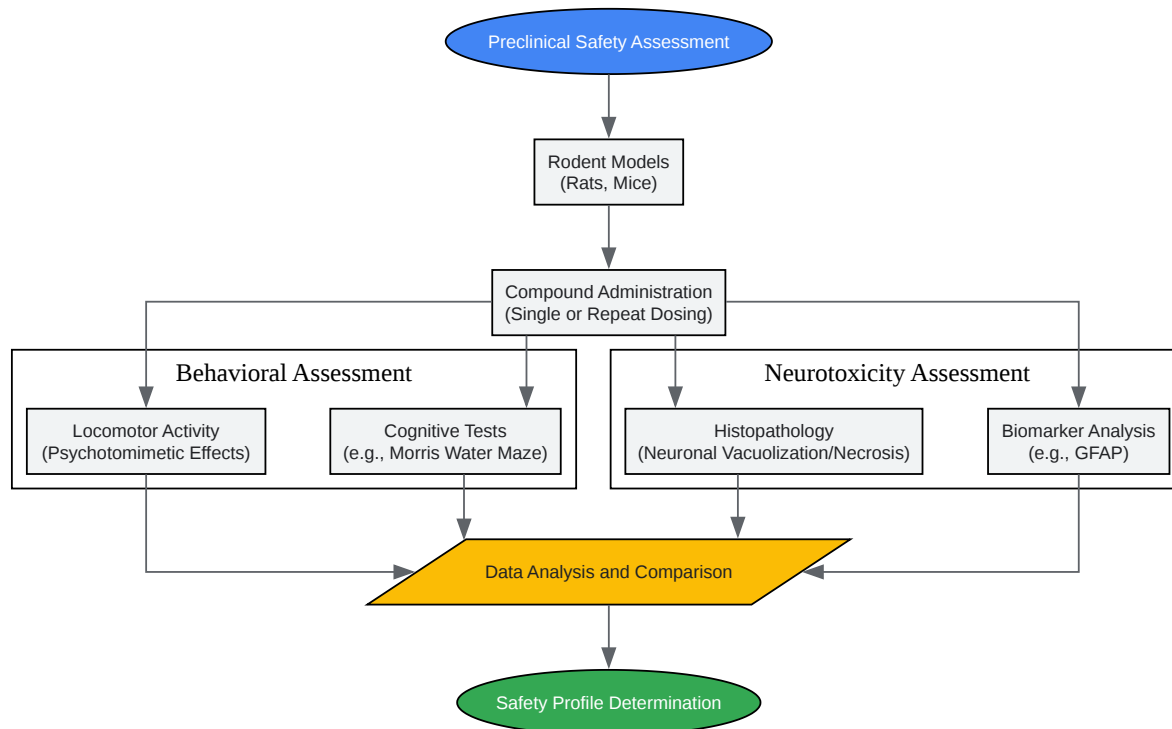 Preclinical Safety Assessment
Rodent Models
(Rats, Mice)
Compound Administration
(Single or Repeat Dosing)
Behavioral Assessment
Neurotoxicity Assessment
Locomotor Activity
(Psychotomimetic Effects)
Cognitive Tests
(e.g., Morris Water Maze)
Histopathology
(Neuronal Vacuolization/Necrosis)
Biomarker Analysis
(e.g., GFAP)
Data Analysis and Comparison
Safety Profile Determination